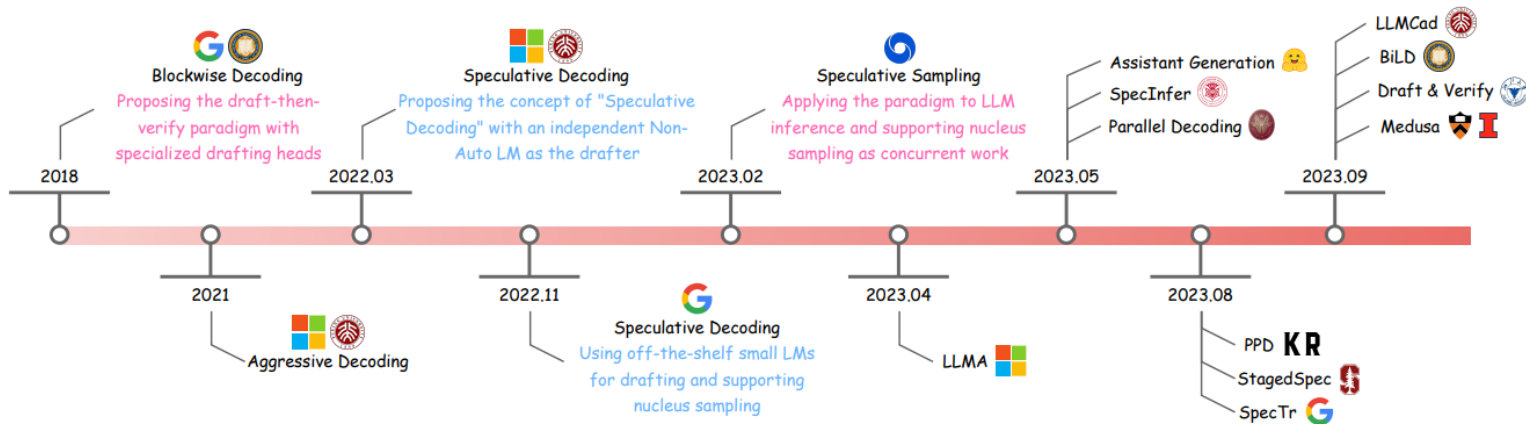 Blockwise Decoding
Proposing the draft-then-
verify paradigm with
specialized drafting heads
2018
2021
Aggressive Decoding
Speculative Decoding
Proposing the concept of "Speculative
Decoding" with an independent Non-
Auto LM as the drafter
2022.03
2022.11
Speculative Decoding
Using off-the-shelf small LMs
for drafting and supporting
nucleus sampling
Speculative Sampling
Applying the paradigm to LLM
inference and supporting nucleus
sampling as concurrent work
2023.02
2023.04
LLMA
Assistant Generation
SpecInfer
Parallel Decoding
2023.05
2023.08
PPD KR
StagedSpec
SpecTr
LLMCad
BiLD
Draft & Verify
Medusa
2023.09